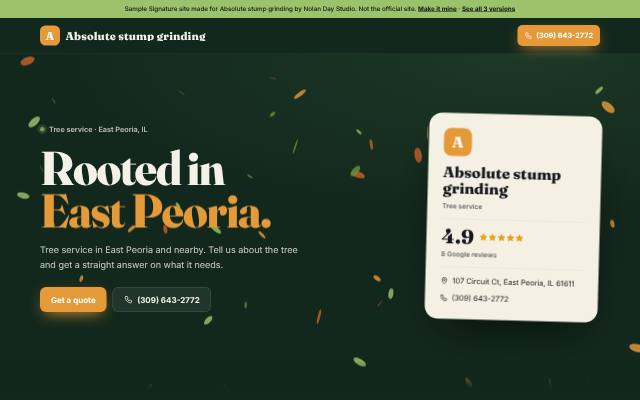 Sample Signature site made for Absolute stump grinding by Nolan Day Studio. Not the official site. Make it mine · See all 3 versions
A Absolute stump grinding
(309) 643-2772
Tree service · East Peoria, IL
Rooted in
East Peoria.
Tree service in East Peoria and nearby. Tell us about the tree
and get a straight answer on what it needs.
Get a quote
(309) 643-2772
A
Absolute stump
grinding
Tree service
4.9 ★★★★★
8 Google reviews
107 Circuit Ct, East Peoria, IL 61611
(309) 643-2772